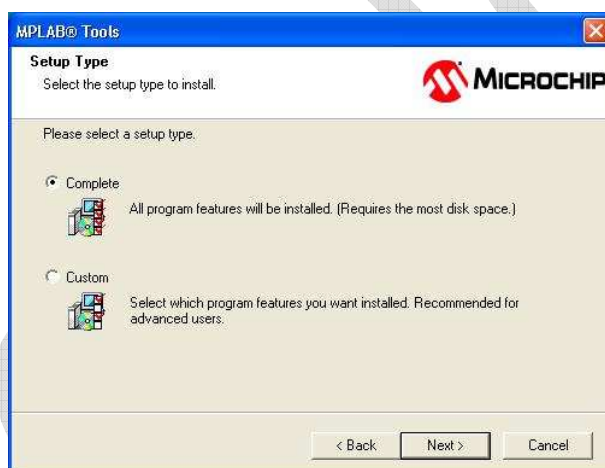 MPLAB® Tools
Setup Type
Select the setup type to install.
MICROCHIP
Please select a setup type.
Complete
All program features will be installed. (Requires the most disk space.)
Custom
Select which program features you want installed. Recommended for
advanced users.
< Back
Next >
Cancel